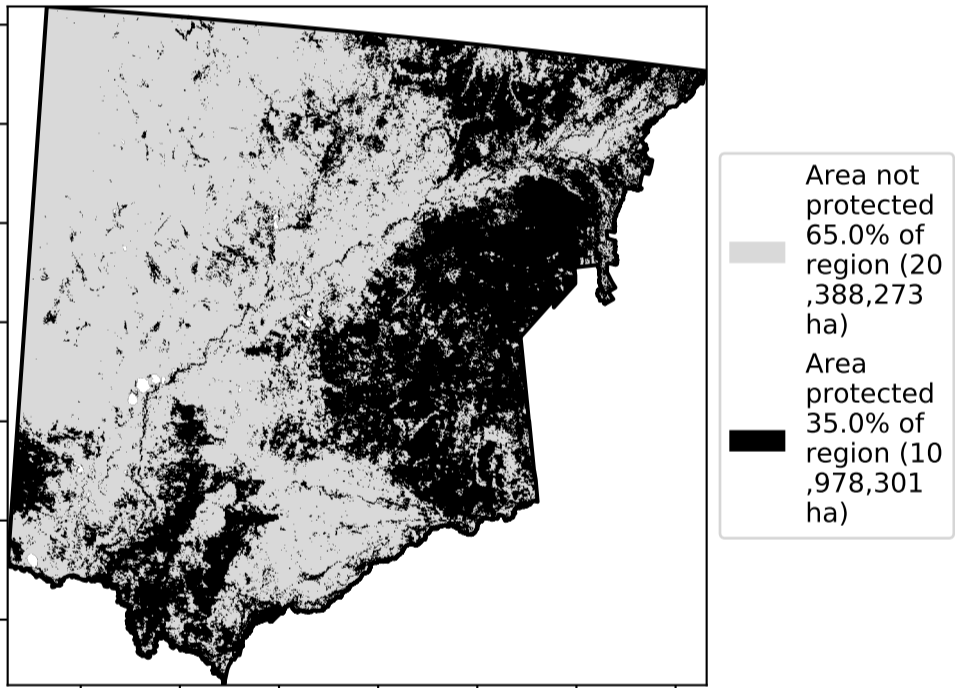 Area not
protected
65.0% of
region (20
,388,273
ha)
Area
protected
35.0% of
region (10
,978,301
ha)